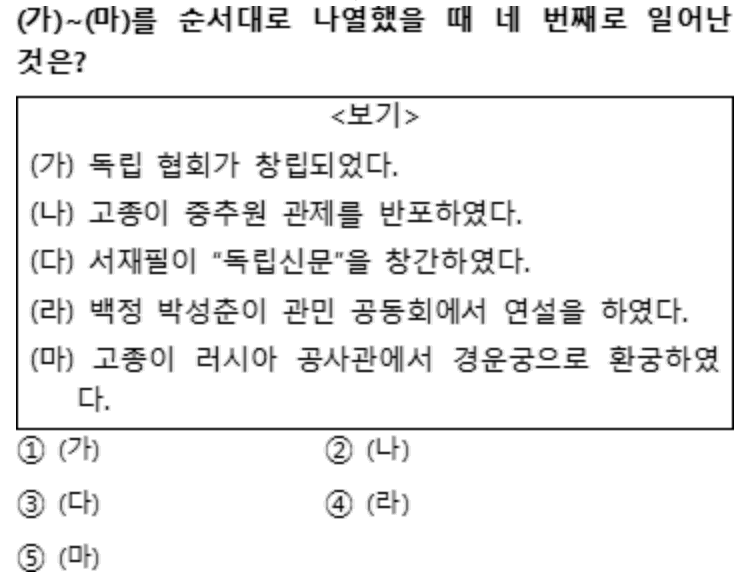 (가)~(마)를 순서대로 나열했을 때 네 번째로 일어난
것은?
<보기>
(가) 독립 협회가 창립되었다.
(나) 고종이 중추원 관제를 반포하였다.
(다) 서재필이 “독립신문”을 창간하였다.
(라) 백정 박성춘이 관민 공동회에서 연설을 하였다.
(마) 고종이 러시아 공사관에서 경운궁으로 환궁하였
다.
① (가) ② (나)
③ (다) ④ (라)
⑤ (마)